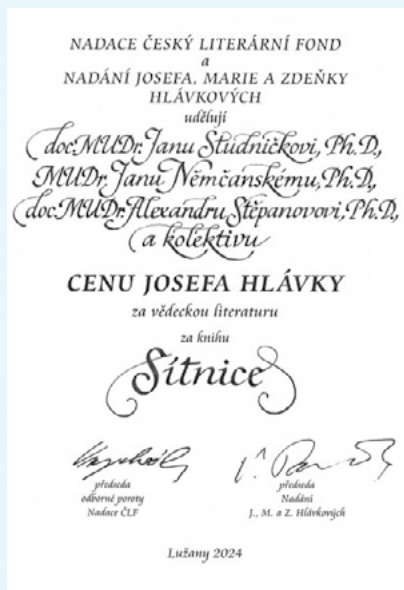 NADACE ČESKÝ LITERÁRNÍ FOND
a
NADÁNÍ JOSEFA, MARIE A ZDEŇKY
HLÁVKOVÝCH
udělují
doc.MUDr. Janu Studničkovi, Ph.D.,
MUDr. Janu Němčanskému, Ph.D.,
doc.MUDr. Alexandru Stěpanovovi, Ph.D.,
a kolektivu
CENU JOSEFA HLÁVKY
za vědeckou literaturu
za knihu
Sítnice
předseda
odborné poroty
Nadace ČLF
předseda
Nadání
J., M. a Z. Hlávkových
Lužany 2024